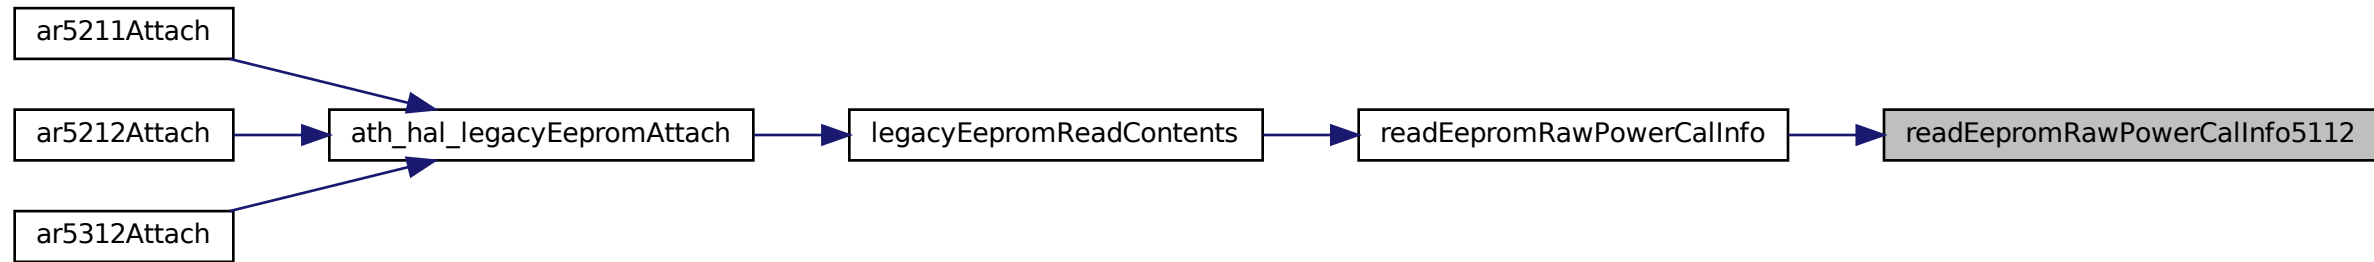 ar5211Attach
ar5212Attach
ar5312Attach
ath_hal_legacyEepromAttach
legacyEepromReadContents
readEepromRawPowerCalInfo
readEepromRawPowerCalInfo5112